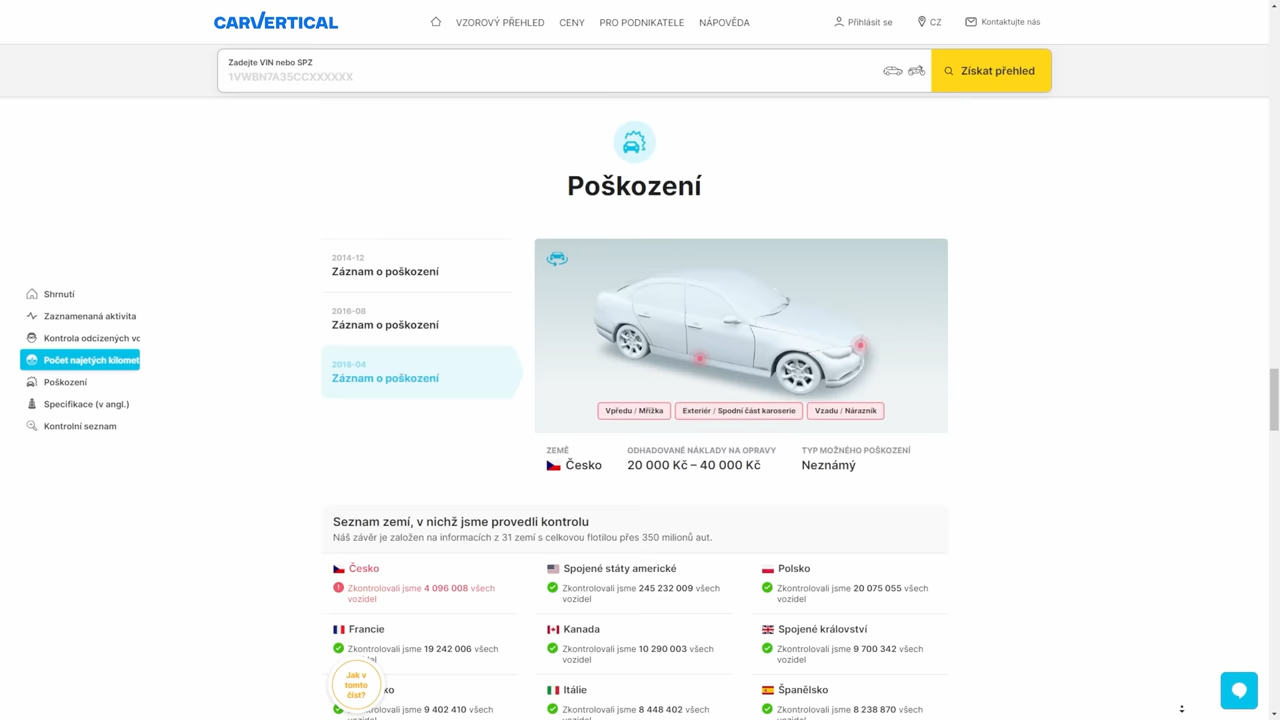 CARVERTICAL
VZOROVÝ PŘEHLED
CENY
PRO PODNIKATELE
NÁPOVĚDA
Přihlásit se
CZ
Kontaktujte nás
Zadejte VIN nebo SPZ
1VWBN7A35CCXXXXXX
Získat přehled
Poškození
2014-12
Záznam o poškození
2016-08
Záznam o poškození
2018-04
Záznam o poškození
Shrnutí
Zaznamenaná aktivita
Kontrola odcizených vo
Počet najetých kilomet
Poškození
Specifikace (v angl.)
Kontrolní seznam
Vpředu / Mřížka
Exteriér / Spodní část karoserie
Vzadu / Nárazník
ZEMĚ
Česko
ODHADOVANÉ NÁKLADY NA OPRAVY
20 000 Kč – 40 000 Kč
TYP MOŽNÉHO POŠKOZENÍ
Neznámý
Seznam zemí, v nichž jsme provedli kontrolu
Náš závěr je založen na informacích z 31 zemí s celkovou flotilou přes 350 milionů aut.
Česko
Zkontrolovali jsme 4 096 008 všech
vozidel
Spojené státy americké
Zkontrolovali jsme 245 232 009 všech
vozidel
Polsko
Zkontrolovali jsme 20 075 055 všech
vozidel
Francie
Zkontrolovali jsme 19 242 006 všech
Kanada
Zkontrolovali jsme 10 290 003 všech
vozidel
Spojené království
Zkontrolovali jsme 9 700 342 všech
vozidel
Jak v
tomto
číst?
Zkontrolovali jsme 9 402 410 všech
Itálie
Zkontrolovali jsme 8 448 402 všech
Španělsko
Zkontrolovali jsme 8 238 870 všech